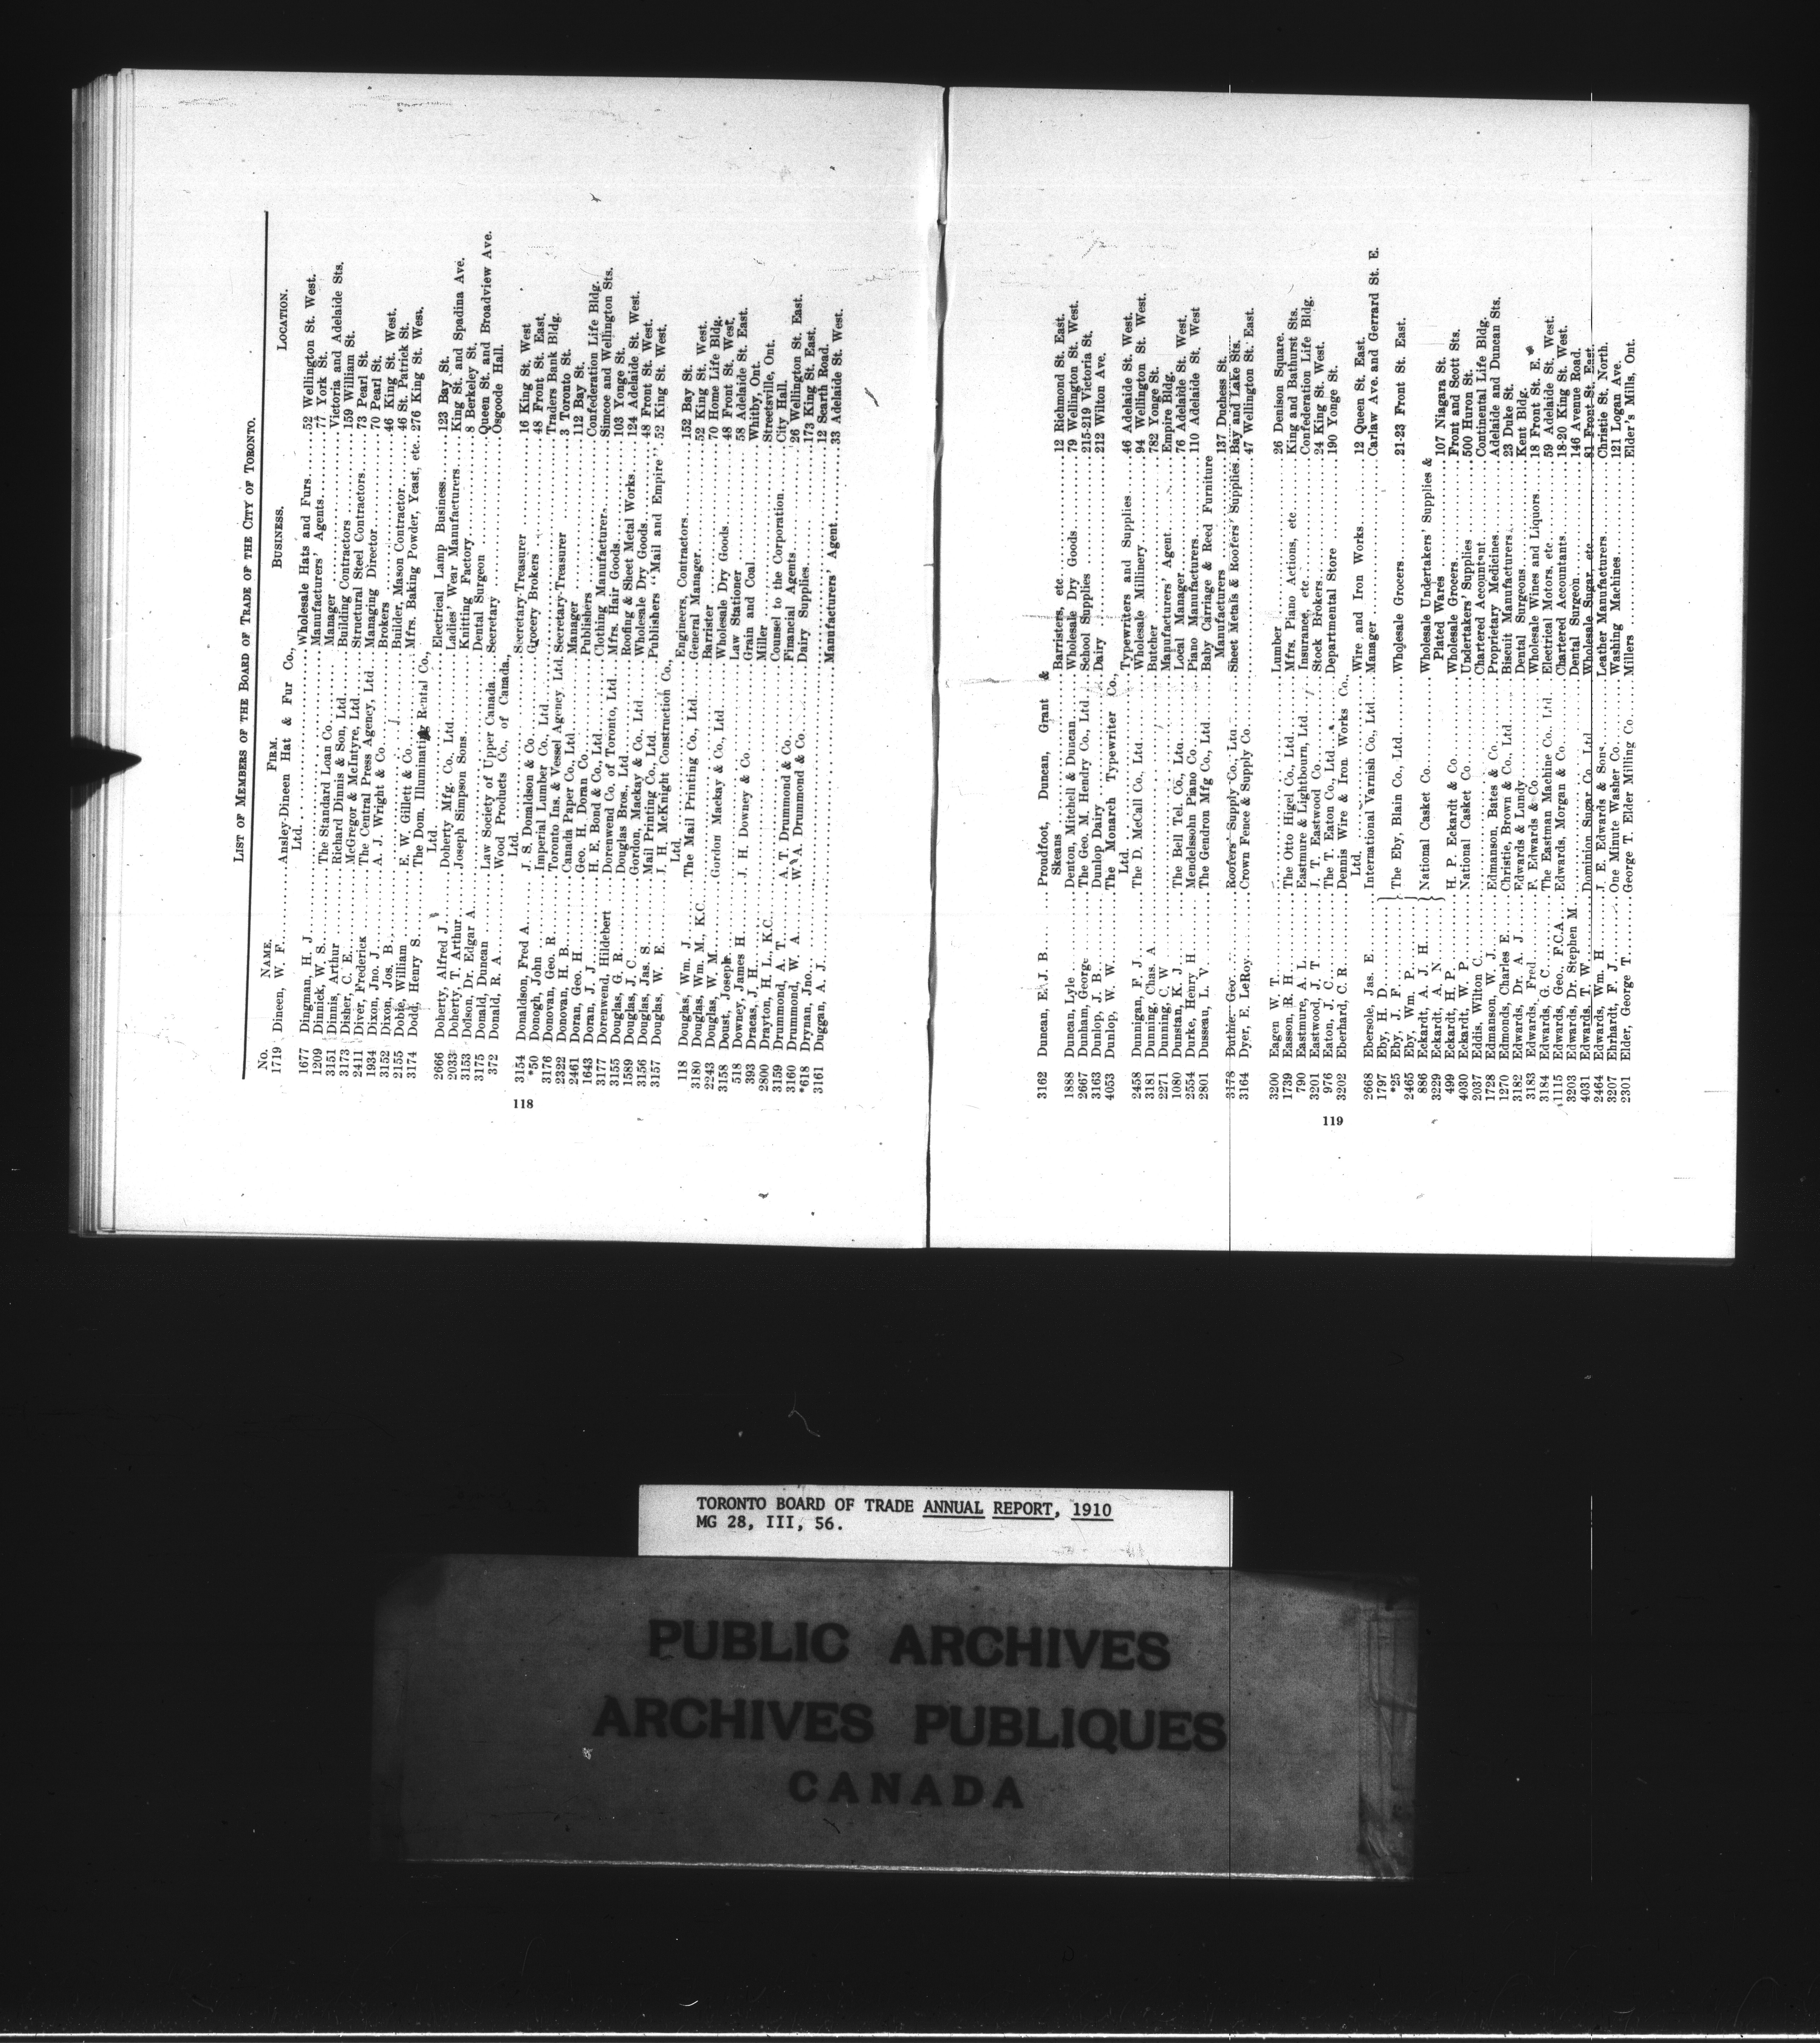 LIST OF MEMBERS OF THE BOARD OF TRADE OF THE CITY OF TORONTO.
No. NAME. FIRM. BUSINESS. LOCATION.
1719 Dineen, W. F. Ansley-Dineen Hat & Fur Co.,
Ltd. Wholesale Hats and Furs 52 Wellington St. West.
1677 Dingman, H. J. Manufacturers' Agents 77 York St.
1209 Dinnick, W. S. The Standard Loan Co. Manager Victoria and Adelaide Sts.
3151 Dinnis, Arthur Richard Dinnis & Son, Ltd. Building Contractors 159 William St.
3173 Disher, C. E. McGregor & McIntyre, Ltd. Structural Steel Contractors 73 Pearl St.
2411 Diver, Frederick The Central Press Agency, Ltd. Managing Director 70 Pearl St.
1934 Dixon, Jno. J. A. J. Wright & Co. Brokers 46 King St. West.
3152 Dixon, Jos. B. Builder, Mason Contractor 46 St. Patrick St.
2155 Dobie, William E. W. Gillett & Co. Mfrs. Baking Powder, Yeast, etc. 276 King St. West.
3174 Dodd, Henry S. The Dom. Illuminating Rental Co.,
Ltd. Electrical Lamp Business 123 Bay St.
2666 Doherty, Alfred J. Doherty Mfg. Co., Ltd. Ladies' Wear Manufacturers King St. and Spadina Ave.
2033 Doherty, T. Arthur Joseph Simpson Sons Knitting Factory 8 Berkeley St.
3153 Dolson, Dr. Edgar A. Dental Surgeon Queen St. and Broadview Ave.
3175 Donald, Duncan Law Society of Upper Canada Secretary Osgoode Hall.
372 Donald, R. A. Wood Products Co., of Canada,
Ltd. Secretary-Treasurer 16 King St. West
3154 Donaldson, Fred A. J. S. Donaldson & Co. Grocery Brokers 48 Front St. East.
*50 Donogh, John Imperial Lumber Co., Ltd. Traders Bank Bldg.
3176 Donovan, Geo. R. Toronto Ins. & Vessel Agency, Ltd. Secretary-Treasurer 3 Toronto St.
2322 Donovan, H. B. Canada Paper Co., Ltd. Manager 112 Bay St.
2461 Doran, Geo. H. Geo. H. Doran Co. Publishers Confederation Life Bldg.
1643 Doran, J. J. H. E. Bond & Co., Ltd. Clothing Manufacturers Simcoe and Wellington Sts.
3177 Dorenwend, Hildebert Dorenwend Co. of Toronto, Ltd. Mfrs. Hair Goods 103 Yonge St.
3155 Douglas, G. R. Douglas Bros., Ltd. Roofing & Sheet Metal Works 124 Adelaide St. West.
1589 Douglas, J. C. Gordon, Mackay & Co. Ltd. Wholesale Dry Goods 48 Front St. West.
3156 Douglas, Jas. S. Mail Printing Co., Ltd. Publishers "Mail and Empire" 52 King St. West.
3157 Douglas, W. E. J. H. McKnight Construction Co.,
Ltd. Engineers, Contractors 152 Bay St.
118 Douglas, Wm. J. The Mail Printing Co., Ltd. General Manager 52 King St. West.
3180 Douglas, Wm. M., K.C. Barrister 70 Home Life Bldg.
2243 Douglas, W. M. Gordon Mackay & Co., Ltd. Wholesale Dry Goods 48 Front St. West.
3158 Doust, Joseph Law Stationer 58 Adelaide St. East.
518 Downey, James H. J. H. Downey & Co. Grain and Coal Whitby, Ont.
393 Draeas, J. H. Miller Streetsville, Ont.
2800 Drayton, H. L., K.C. Counsel to the Corporation City Hall.
3159 Drummond, A. T. A. T. Drummond & Co. Financial Agents 26 Wellington St. East.
3160 Drummond, W. A. W. A. Drummond & Co. Dairy Supplies 173 King St. East.
*618 Drynan, Jno. 12 Scarth Road.
3161 Duggan, A. J. Manufacturers' Agent 33 Adelaide St. West.
118
3162 Duncan, E. J. B. Proudfoot, Duncan, Grant &
Skeans Barristers, etc. 12 Richmond St. East.
1888 Duncan, Lyle Denton, Mitchell & Duncan Wholesale Dry Goods 79 Wellington St. West.
2667 Dunham, George The Geo. M. Hendry Co., Ltd. School Supplies 215-219 Victoria St.
3163 Dunlop, J. B. Dunlop Dairy Dairy 212 Wilton Ave.
4053 Dunlop, W. W. The Monarch Typewriter Co.,
Ltd. Typewriters and Supplies 46 Adelaide St. West.
2458 Dunnigan, F. J. The D. McCall Co. Ltd. Wholesale Millinery 94 Wellington St. West.
3181 Dunning, Chas. A. Butcher 782 Yonge St.
2271 Dunning, C. W. Manufacturers' Agent Empire Bldg.
1080 Dunstan, K. J. The Bell Tel. Co., Ltd. Local Manager 76 Adelaide St. West.
2554 Durke, Henry H. Mendelssohn Piano Co. Piano Manufacturers 110 Adelaide St. West
2801 Dusseau, L. V. The Gendron Mfg Co., Ltd. Baby Carriage & Reed Furniture
Manufacturers 137 Duchess St.
3178 Duthie, Geo. Roofers Supply Co., Ltd. Sheet Metals & Roofers' Supplies. Bay and Lake Sts.
3164 Dyer, E. LeRoy Crown Fence & Supply Co. 47 Wellington St. East.
3200 Eagen W. T. Lumber 26 Denison Square.
1739 Easson, R. H. The Otto Higel Co., Ltd. Mfrs. Piano Actions, etc. King and Bathurst Sts.
790 Eastmure, A. L. Eastmure & Lightbourn, Ltd Insurance, etc. Confederation Life Bldg.
3201 Eastwood, J. T. J. T. Eastwood Co. Stock Brokers 24 King St. West.
976 Eaton, J. C. The T. Eaton Co., Ltd. Departmental Store 190 Yonge St.
3202 Eberhard, C. R. Dennis Wire & Iron Works Co.,
Ltd. Wire and Iron Works 12 Queen St. East.
2668 Ebersole, Jas. E. International Varnish Co., Ltd. Manager Carlaw Ave. and Gerrard St. E.
1797 Eby, H. D.
*25 Eby, J. F. The Eby, Blain Co., Ltd. Wholesale Grocers 21-23 Front St. East.
2465 Eby, Wm. P.
886 Eckardt, A. J. H. National Casket Co. Wholesale Undertakers' Supplies &
3229 Eckardt, A. N. Plated Wares 107 Niagara St.
499 Eckardt, H. P. H. P. Eckardt & Co. Wholesale Grocers Front and Scott Sts.
4030 Eckardt, W. P. National Casket Co. Undertakers' Supplies 500 Huron St.
2037 Eddis, Wilton C. Chartered Accountant Continental Life Bldg.
1728 Edmanson, W. J. Edmanson, Bates & Co. Proprietary Medicines Adelaide and Duncan Sts.
1270 Edmonds, Charles E. Christie, Brown & Co., Ltd. Biscuit Manufacturers 23 Duke St.
3182 Edwards, Dr. A. J. Edwards & Lundy Dental Surgeons Kent Bldg.
3183 Edwards, Fred. F. Edwards & Co. Wholesale Wines and Liquors 18 Front St. E.
3184 Edwards, G. C. The Eastman Machine Co., Ltd. Electrical Motors, etc. 59 Adelaide St. West.
1115 Edwards, Geo., F.C.A. Edwards, Morgan & Co. Chartered Accountants 18-20 King St. West.
3203 Edwards, Dr. Stephen M. Dental Surgeon 146 Avenue Road.
4031 Edwards, T. W. Dominion Sugar Co. Ltd. Wholesale Sugar, etc. 81 Front St. East.
2464 Edwards, Wm. H. J. E. Edwards & Sons Leather Manufacturers Christie St. North.
3207 Ehrhardt, F. J. One Minute Washer Co. Washing Machines 121 Logan Ave.
2301 Elder, George T. George T. Elder Milling Co. Millers Elder's Mills, Ont.
119
TORONTO BOARD OF TRADE ANNUAL REPORT, 1910
MG 28, III, 56.
PUBLIC ARCHIVES
ARCHIVES PUBLIQUES
CANADA